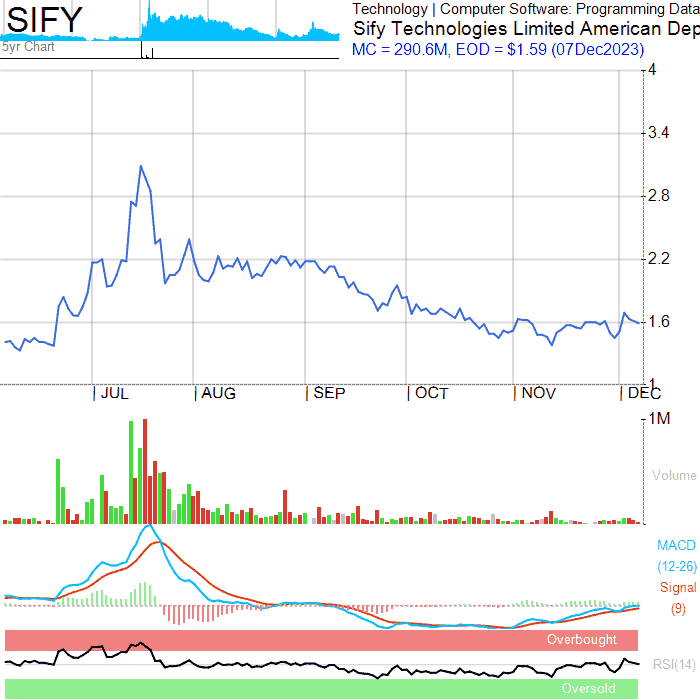 SIFY
5yr Chart
Technology | Computer Software: Programming Data
Sify Technologies Limited American Dep
MC = 290.6M, EOD = $1.59 (07Dec2023)
4
3.4
2.8
2.2
1.6
1
JUL AUG SEP OCT NOV DEC
1M
Volume
MACD
(12-26)
Signal
(9)
Overbought
RSI(14)
Oversold